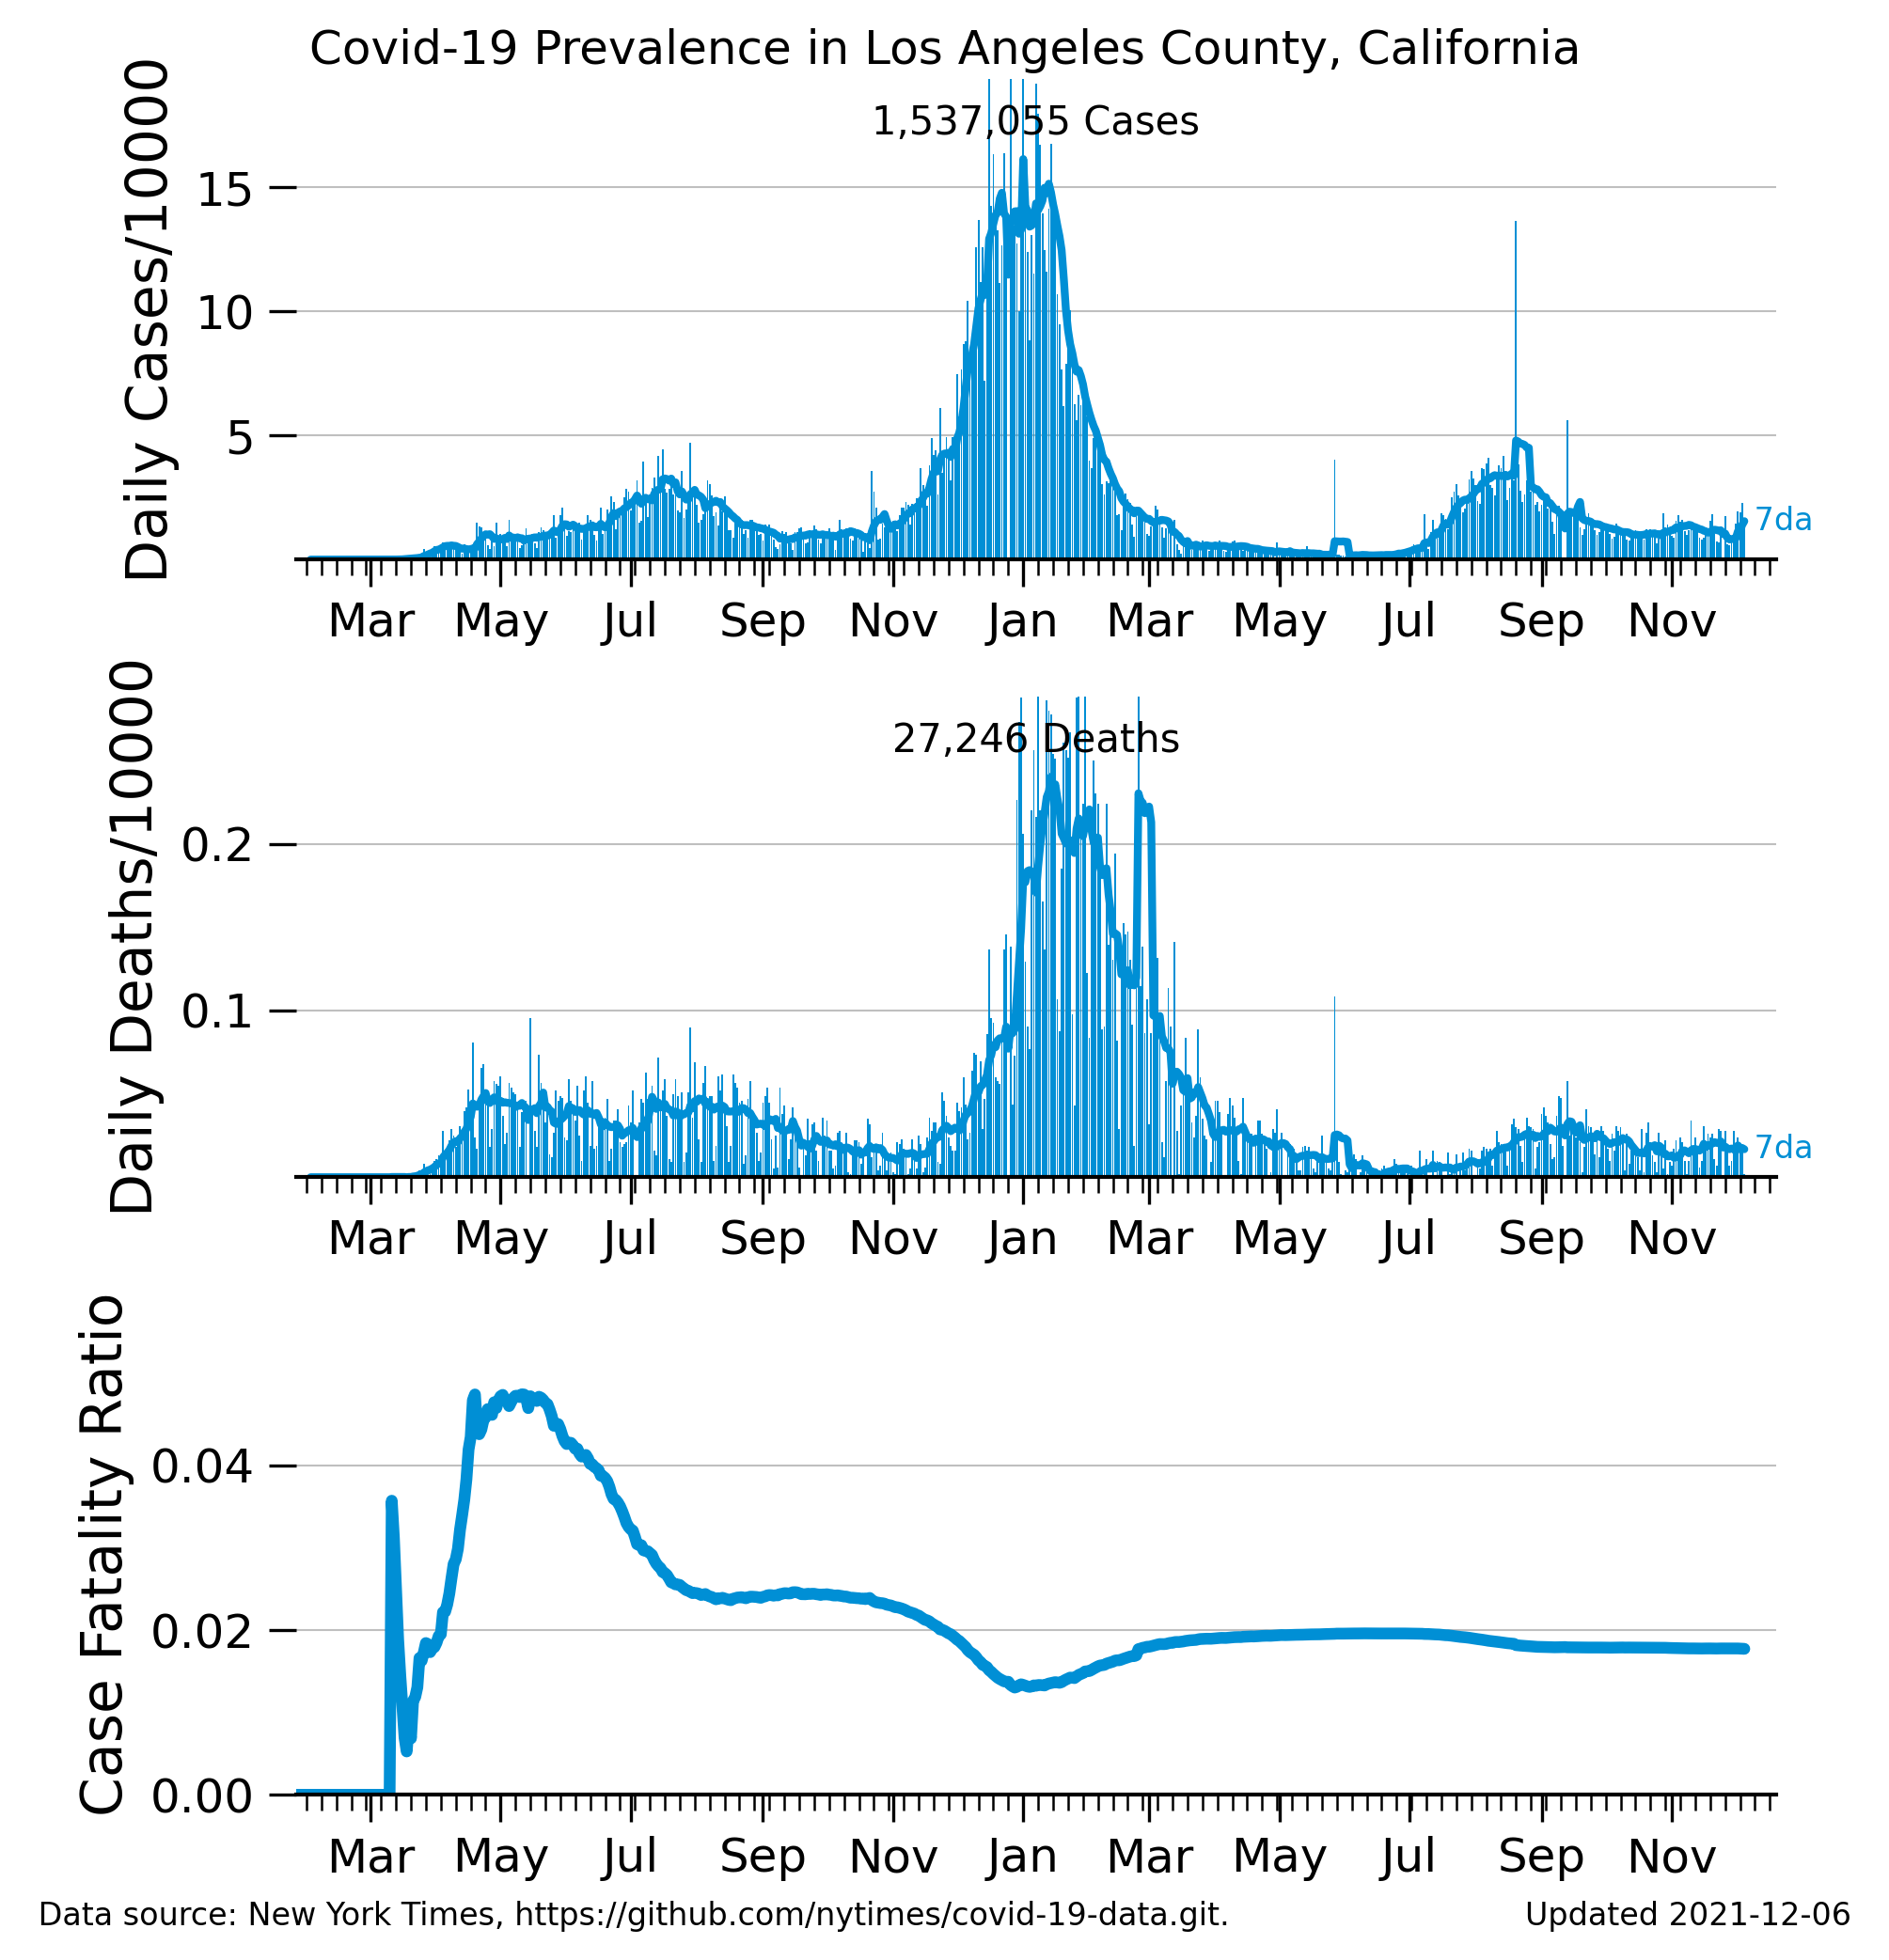 Covid-19 Prevalence in Los Angeles County, California
Daily Cases/10000
1,537,055 Cases
15
10
5
7da
Mar May Jul Sep Nov Jan Mar May Jul Sep Nov
Daily Deaths/10000
27,246 Deaths
0.2
0.1
7da
Mar May Jul Sep Nov Jan Mar May Jul Sep Nov
Case Fatality Ratio
0.04
0.02
0.00
Mar May Jul Sep Nov Jan Mar May Jul Sep Nov
Data source: New York Times, https://github.com/nytimes/covid-19-data.git.
Updated 2021-12-06